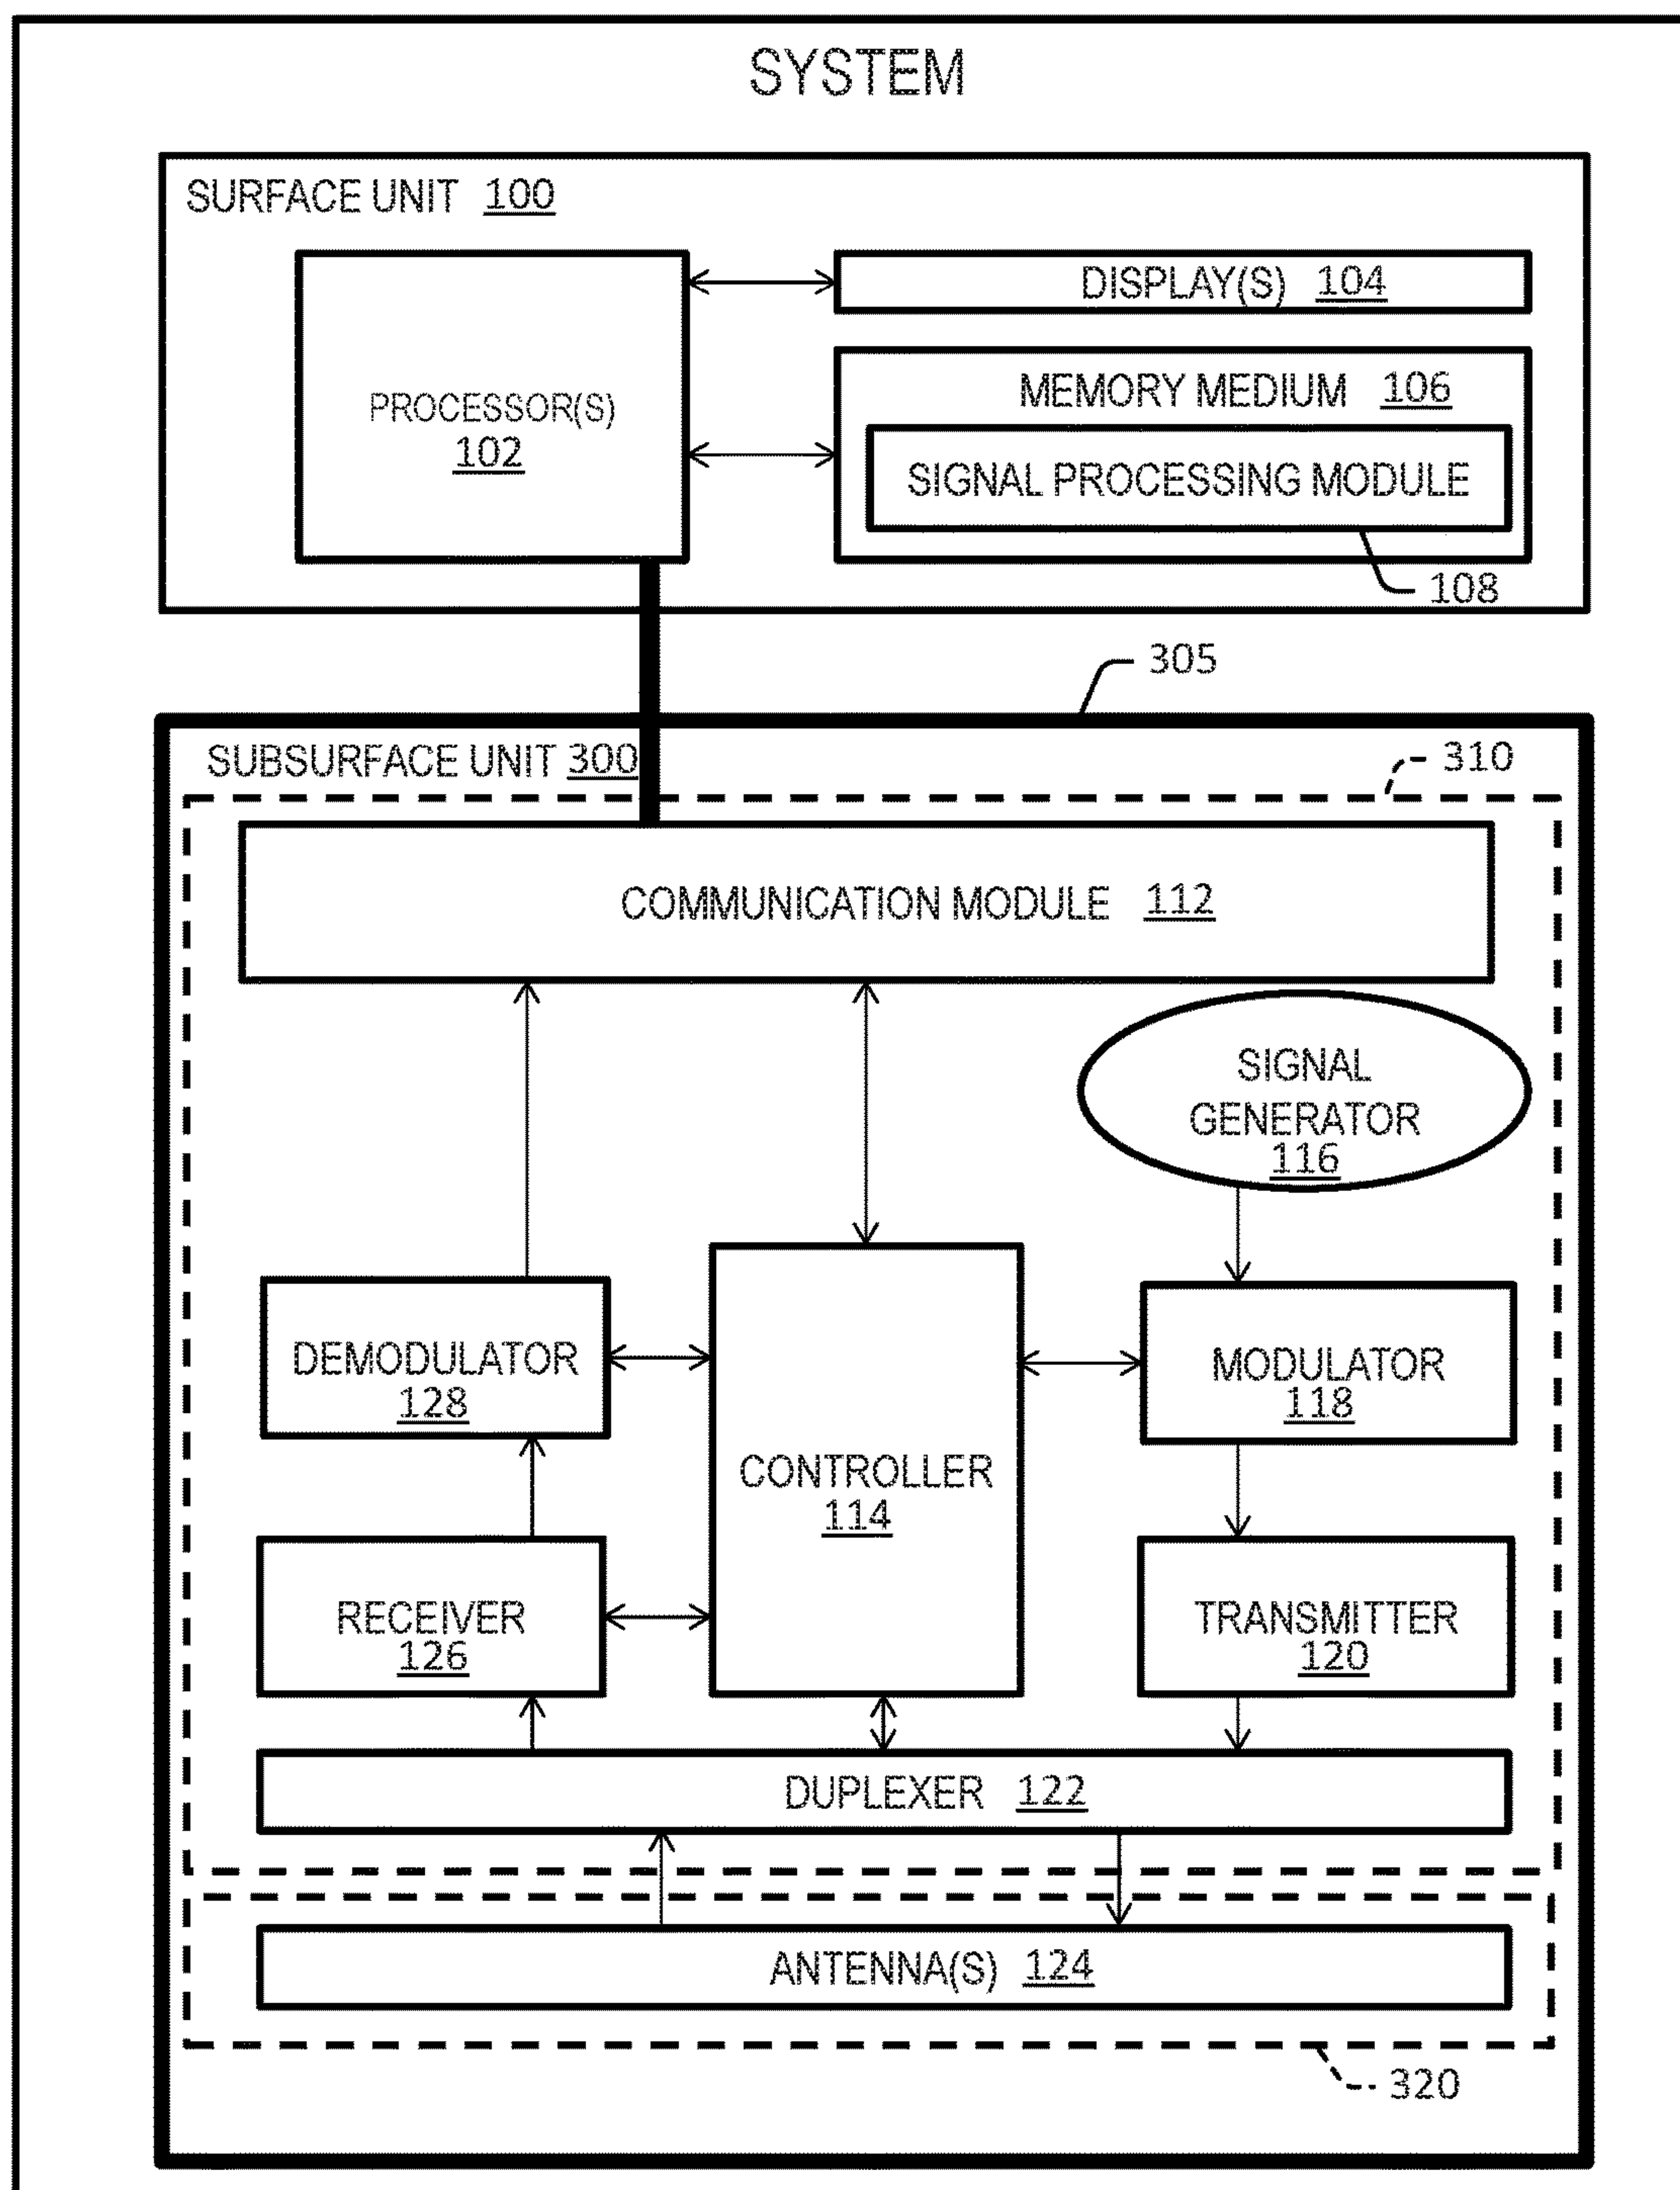 SYSTEM
SURFACE UNIT 100
DISPLAY(S) 104
PROCESSOR(S)
102
MEMORY MEDIUM 106
SIGNAL PROCESSING MODULE
108
305
SUBSURFACE UNIT 300
310
COMMUNICATION MODULE 112
SIGNAL
GENERATOR
116
DEMODULATOR
128
MODULATOR
118
CONTROLLER
114
RECEIVER
126
TRANSMITTER
120
DUPLEXER 122
ANTENNA(S) 124
320